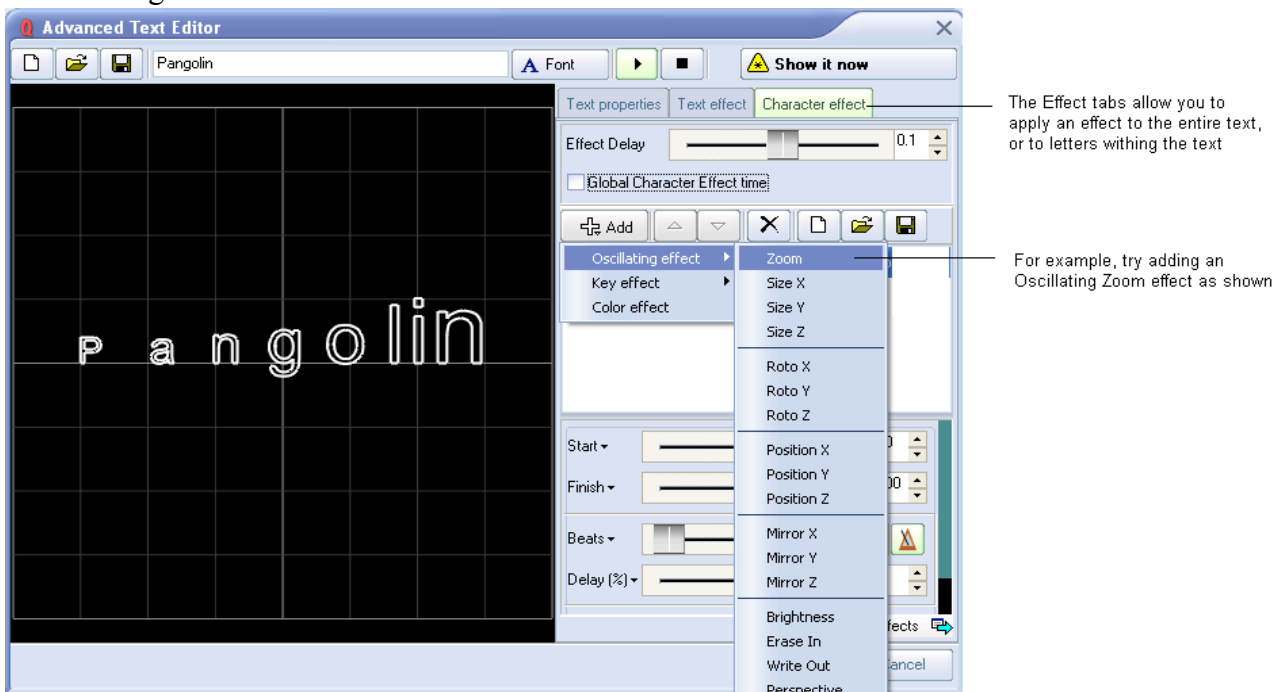 Advanced Text Editor
Pangolin
Font
Show it now
Text properties
Text effect
Character effect
The Effect tabs allow you to
apply an effect to the entire text,
or to letters withing the text
Effect Delay
0.1
Global Character Effect time
Add
Oscillating effect
Key effect
Color effect
Zoom
Size X
Size Y
Size Z
Roto X
Roto Y
Roto Z
Position X
Position Y
Position Z
Mirror X
Mirror Y
Mirror Z
Brightness
Erase In
Write Out
Perspective
For example, try adding an
Oscillating Zoom effect as shown
Pangolin
Start
Finish
Beats
Delay (%)